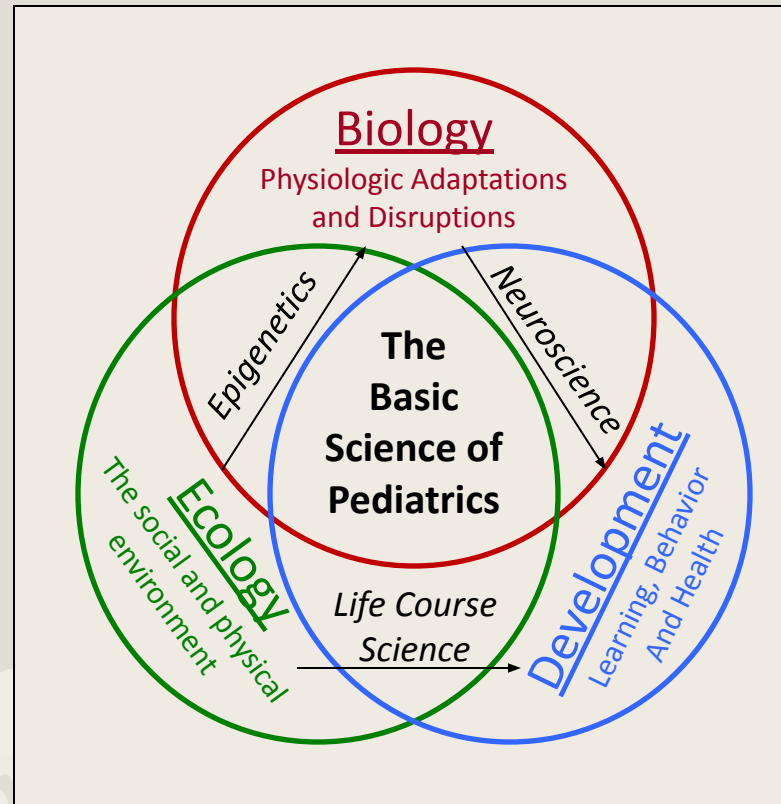 Biology
Physiologic Adaptations
and Disruptions
Epigenetics
Neuroscience
The
Basic
Science of
Pediatrics
Ecology
The social and physical
environment
Life Course
Science
Development
Learning, Behavior
And Health